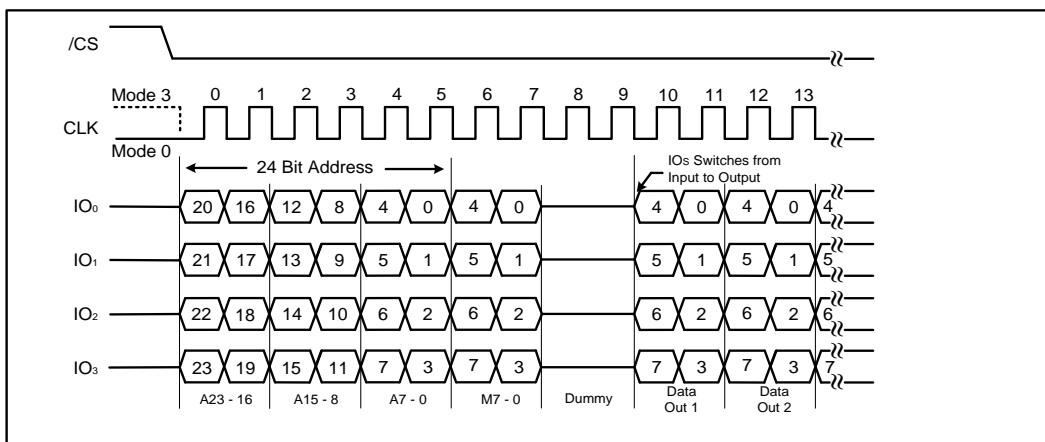 /CS
Mode 3 0 1 2 3 4 5 6 7 8 9 10 11 12 13
CLK
Mode 0
24 Bit Address
IOs Switches from
Input to Output
IO0 20 16 12 8 4 0 4 0 4 0 4 0 4
IO1 21 17 13 9 5 1 5 1 5 1 5 1 5
IO2 22 18 14 10 6 2 6 2 6 2 6 2 6
IO3 23 19 15 11 7 3 7 3 7 3 7 3 7
A23 - 16 A15 - 8 A7 - 0 M7 - 0 Dummy Data Out 1 Data Out 2